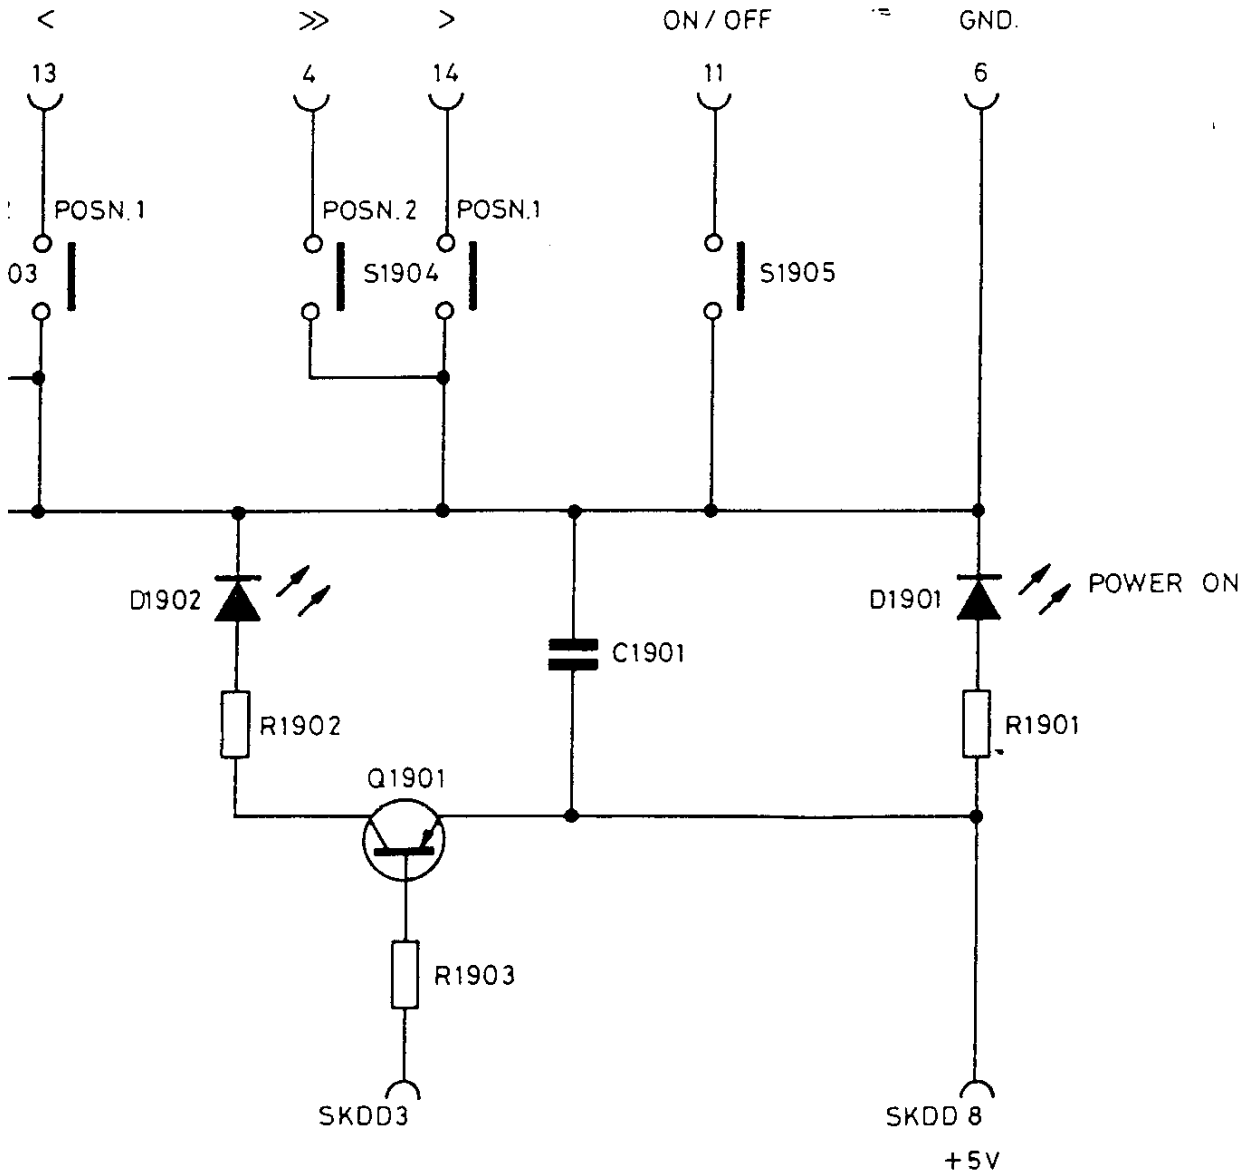 < >> > ON/OFF GND.
13 4 14 11 6
POSN.1 POSN.2 POSN.1
03 S1904 S1905
D1902 D1901 POWER ON
C1901
R1902 R1901
Q1901
R1903
SKDD3 SKDD 8
+5V